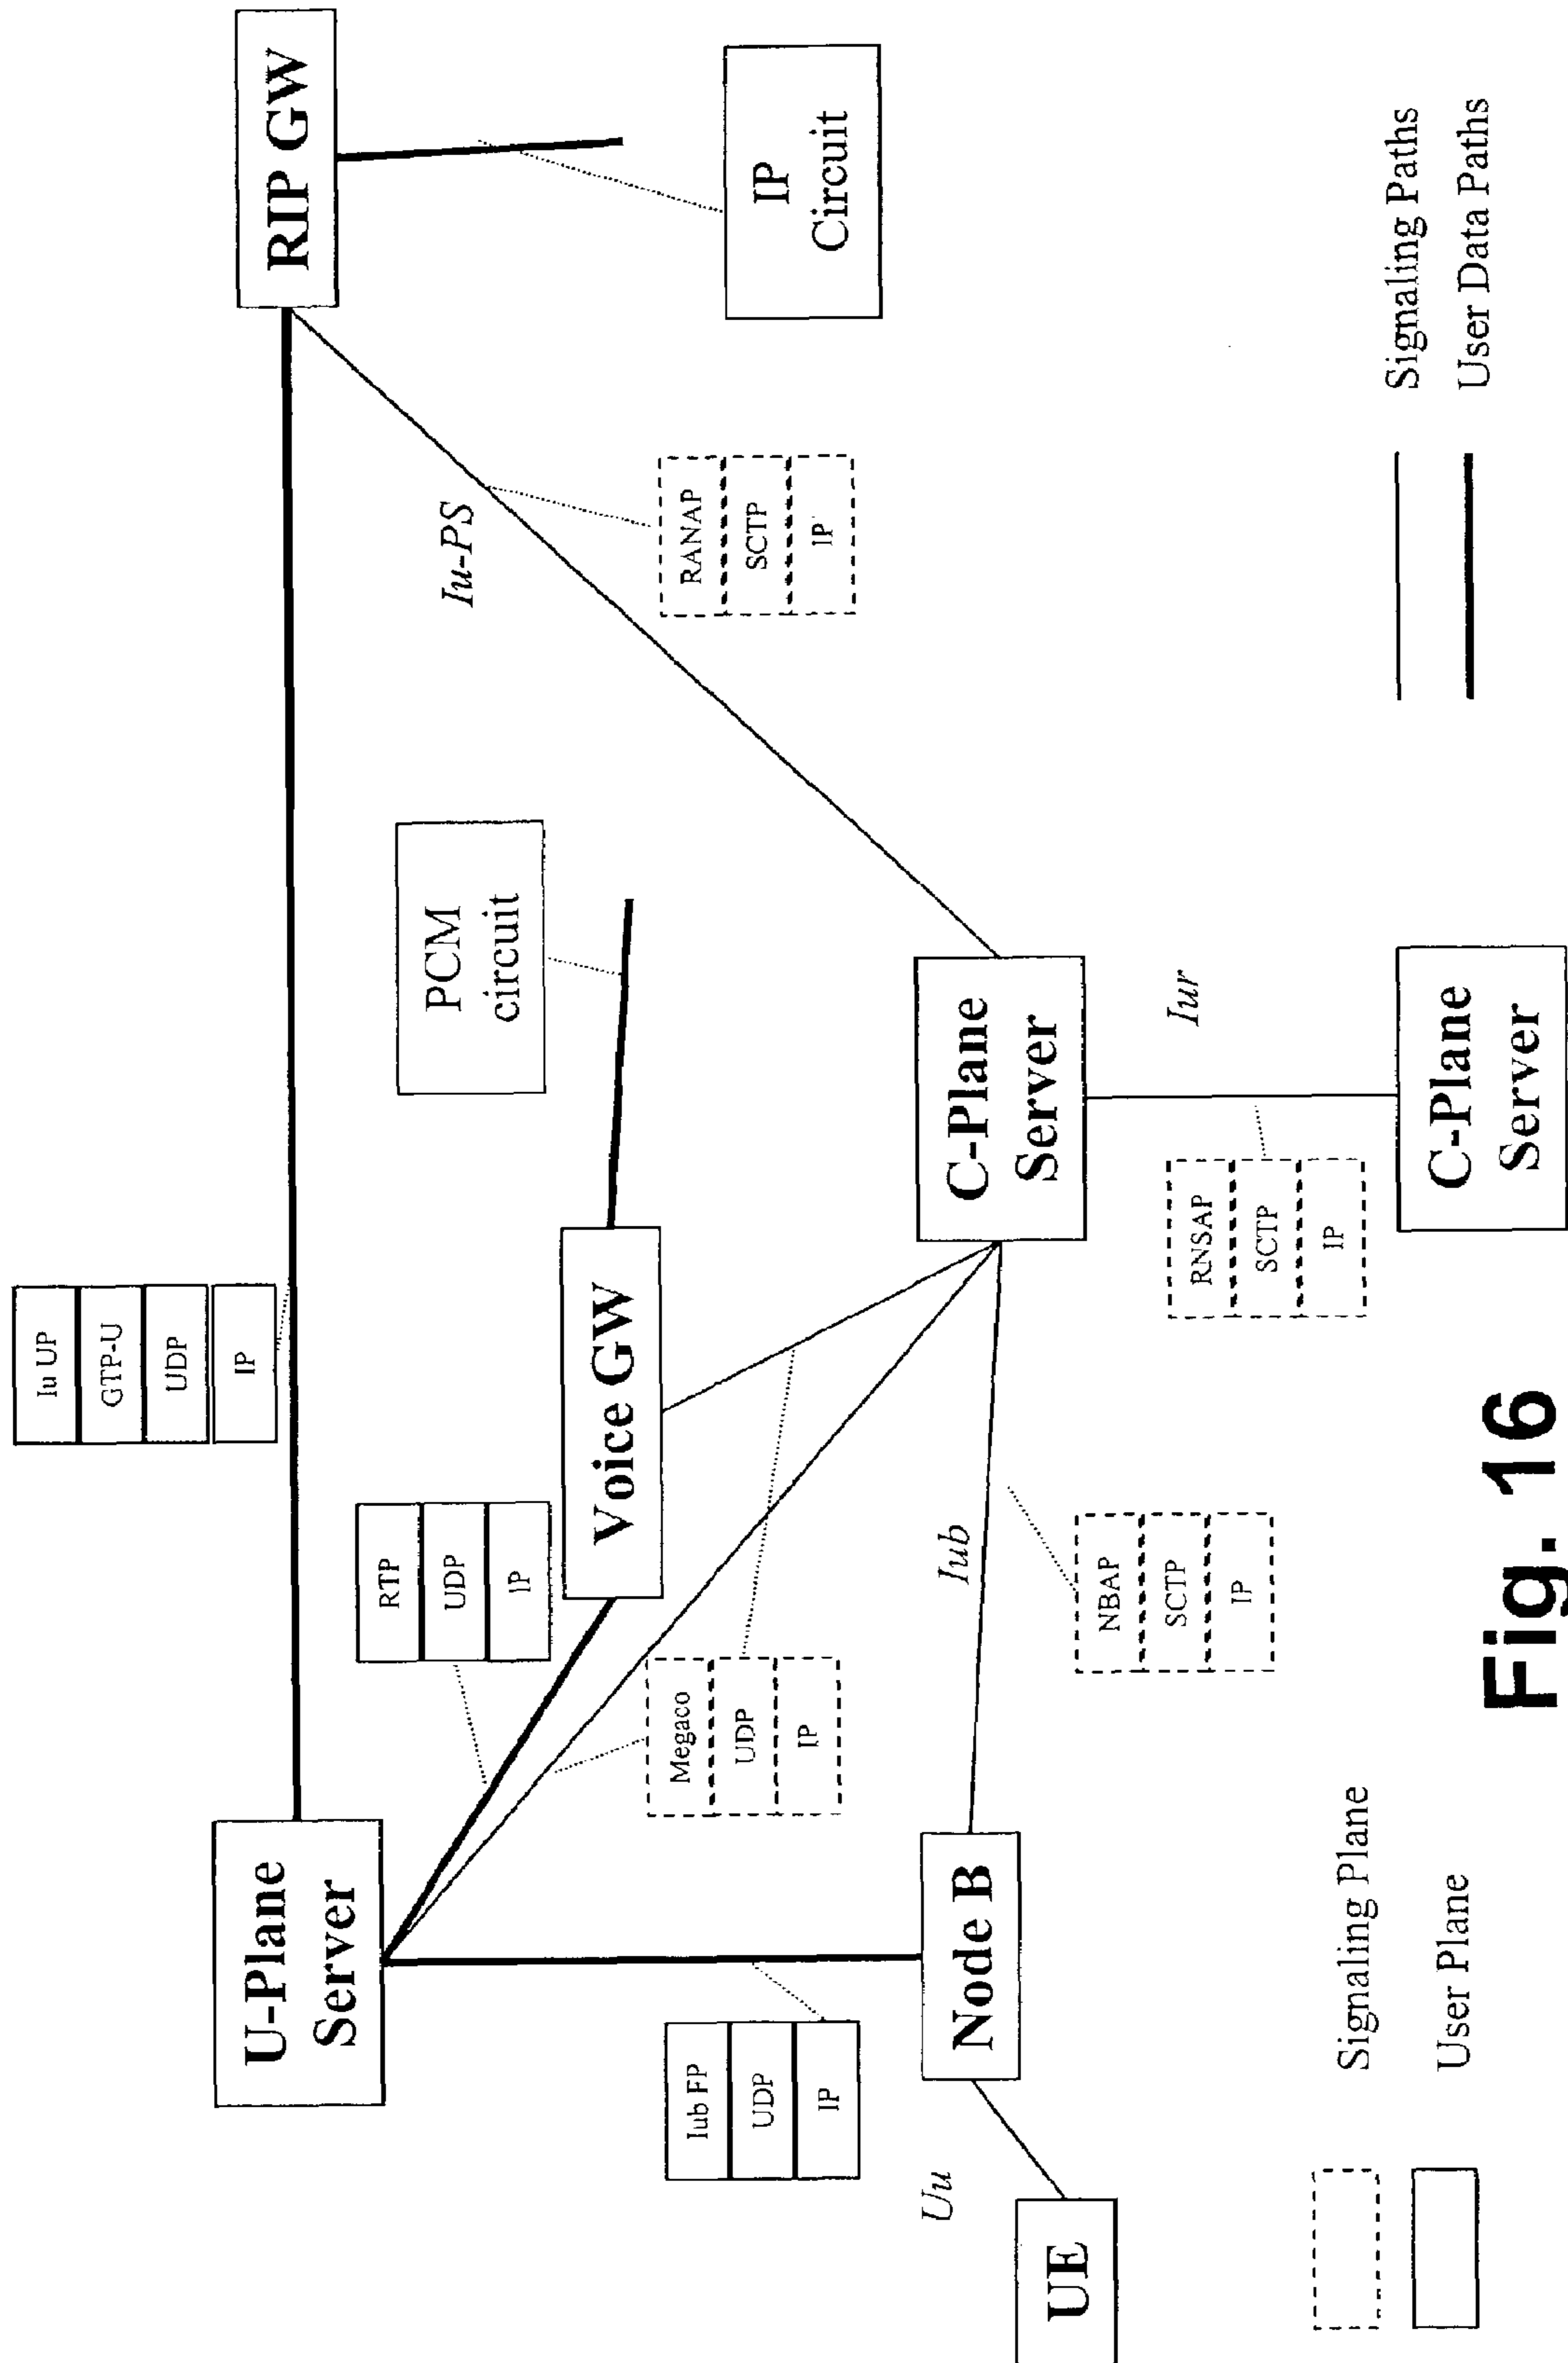 Iu UP
GTP-U
UDP
IP
U-Plane
Server
RIP GW
RTP
UDP
IP
PCM
circuit
Iu-PS
Voice GW
Iub FP
UDP
IP
Megaco
UDP
IP
RANAP
SCTP
IP
IP
Circuit
Uu
Node B
Iub
C-Plane
Server
UE
NBAP
SCTP
IP
RNSAP
SCTP
IP
Iur
Signaling Plane
User Plane
C-Plane
Server
Signaling Paths
User Data Paths
Fig. 16